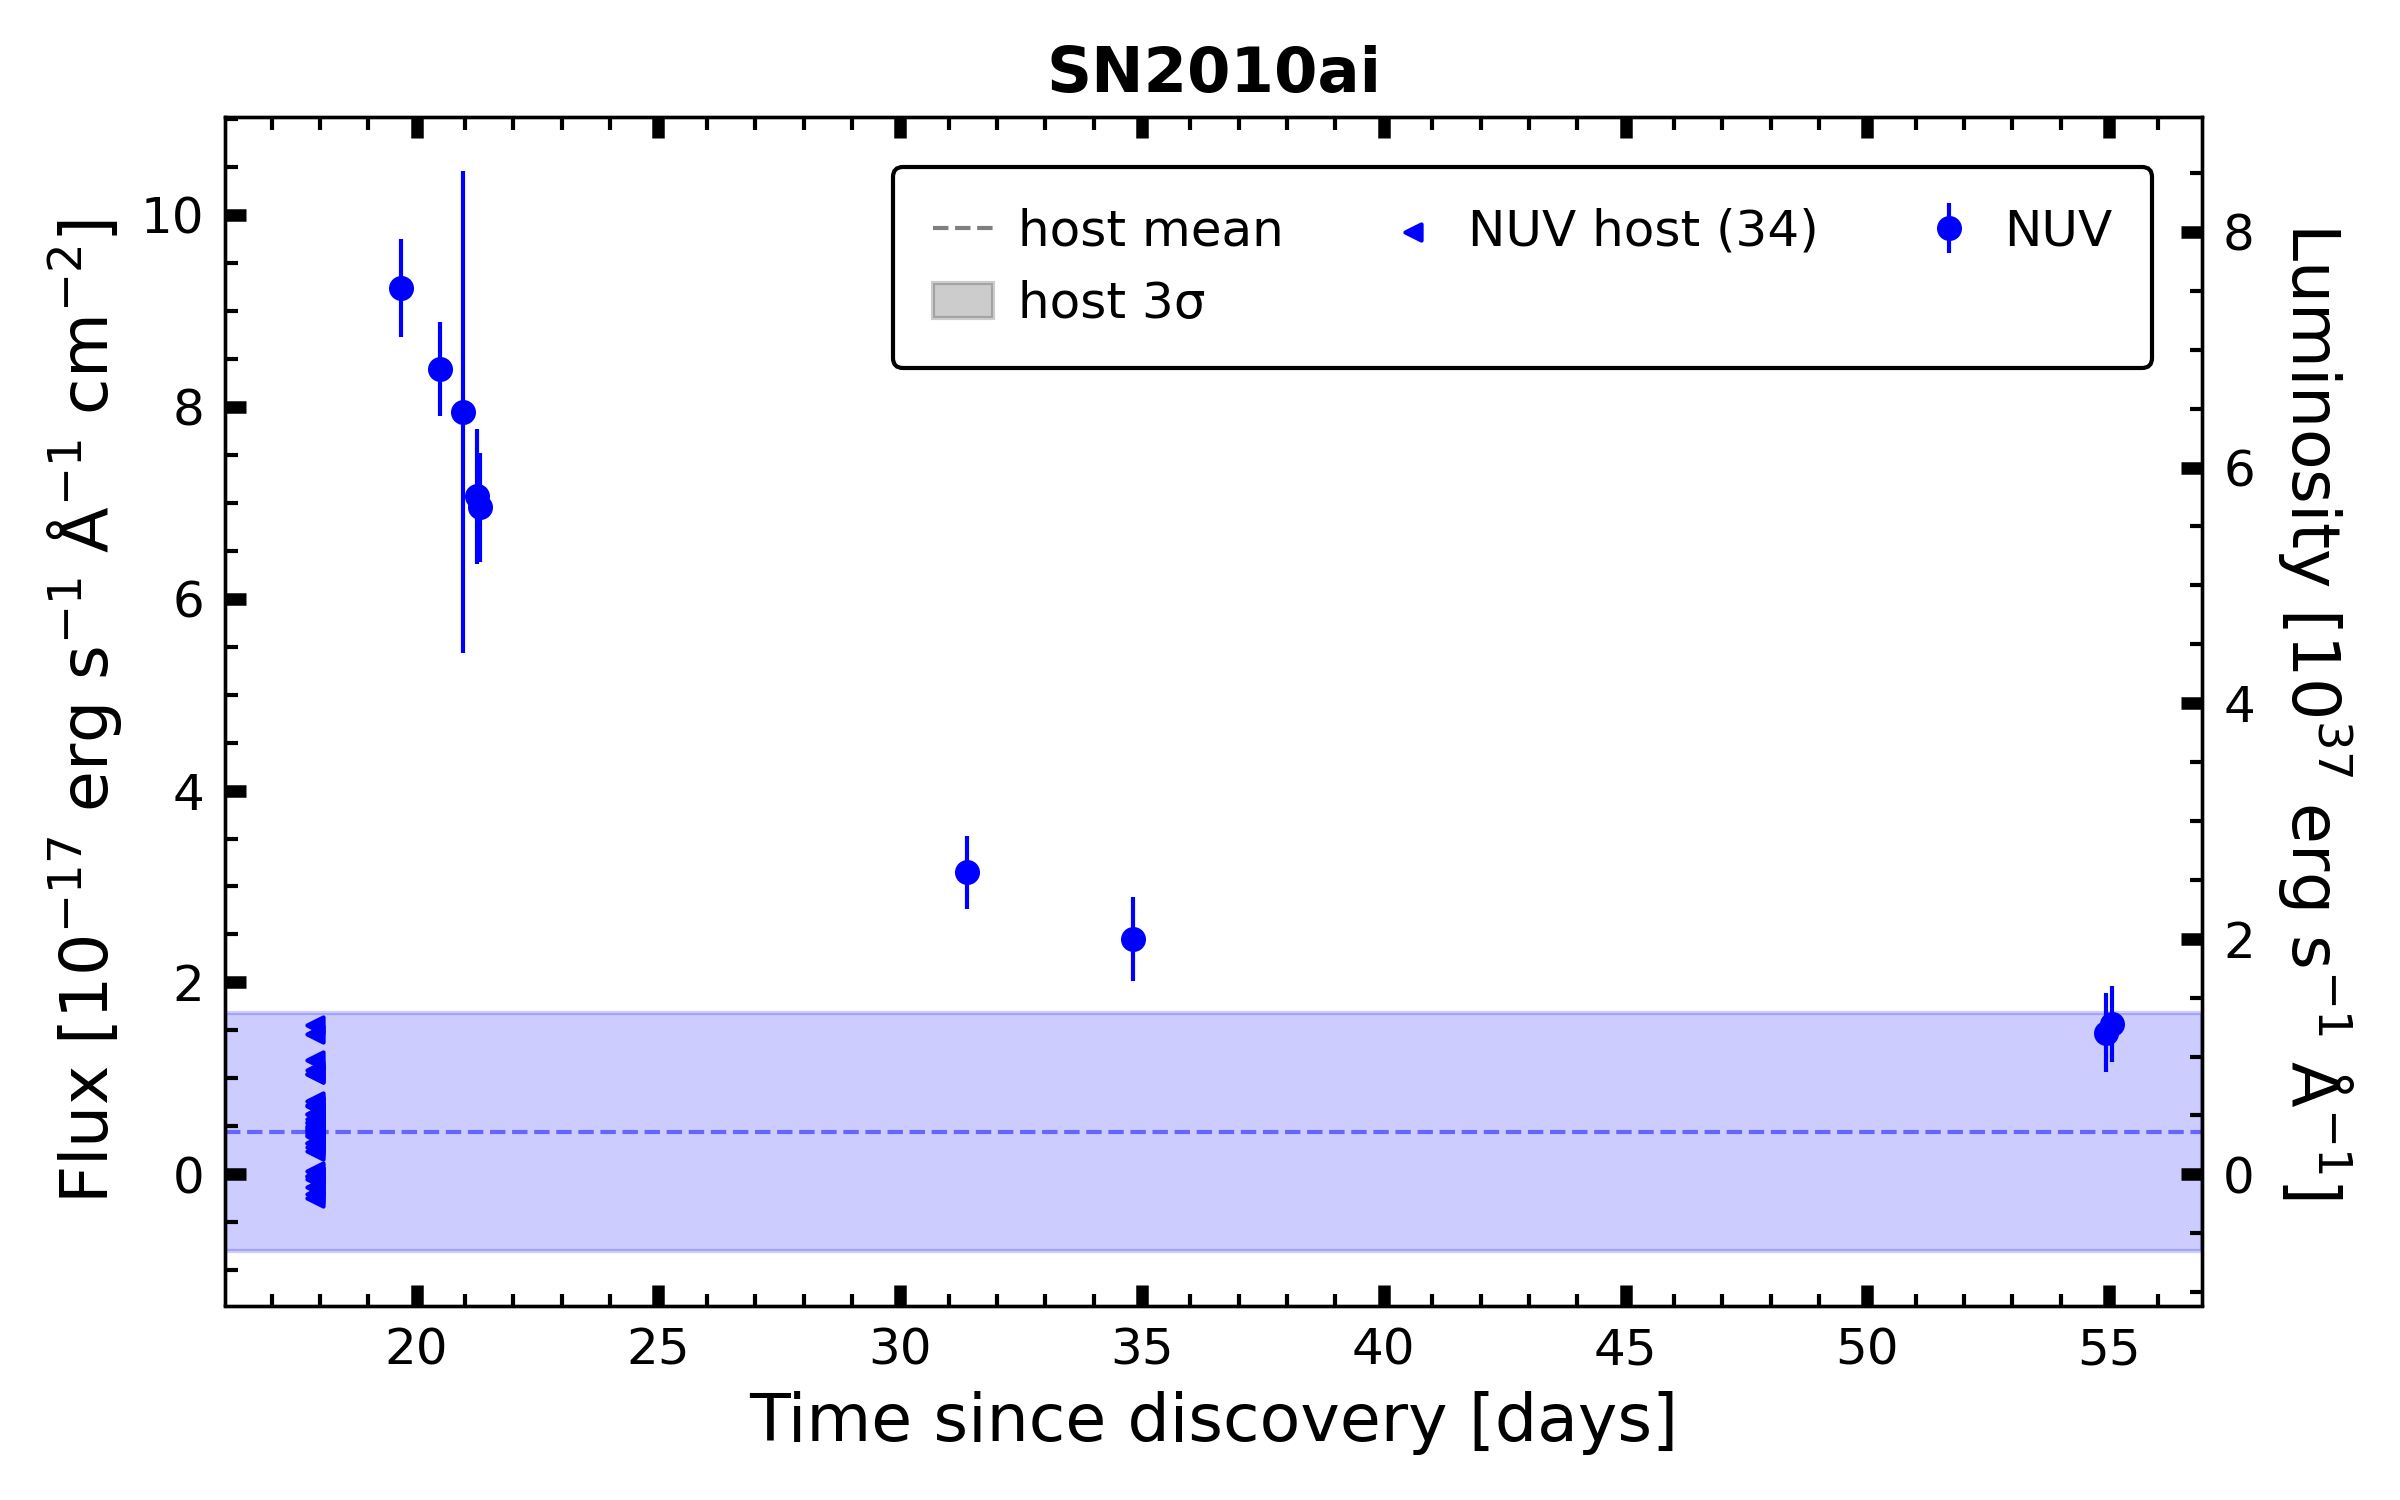 SN2010ai
Flux [10⁻¹⁷ erg s⁻¹ Å⁻¹ cm⁻²]
10
8
6
4
2
0
host mean
host 3σ
NUV host (34)
NUV
8
6
4
2
0
Luminosity [10³⁷ erg s⁻¹ Å⁻¹]
20 25 30 35 40 45 50 55
Time since discovery [days]